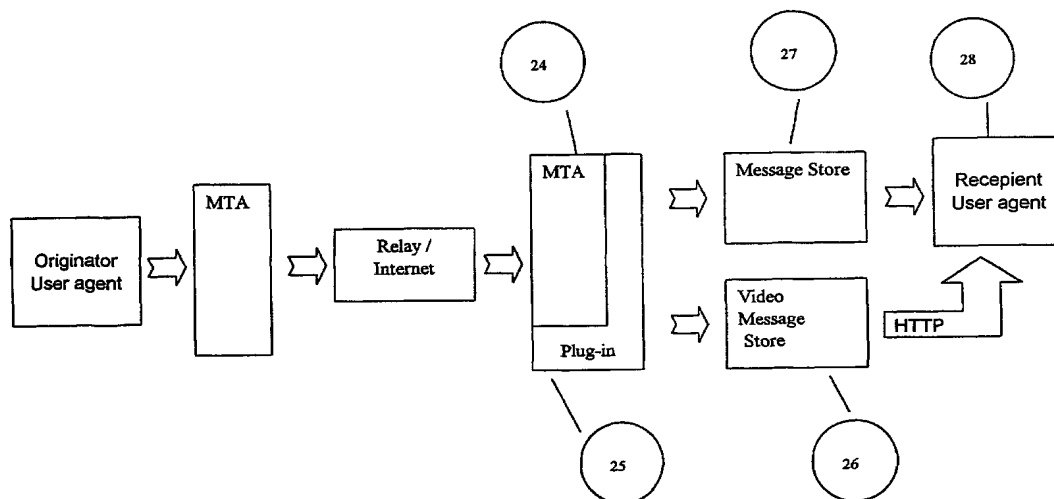 24
27
28
MTA
Message Store
Recepient
User agent
MTA
Originator
User agent
Relay /
Internet
Video
Message
Store
HTTP
Plug-in
25
26